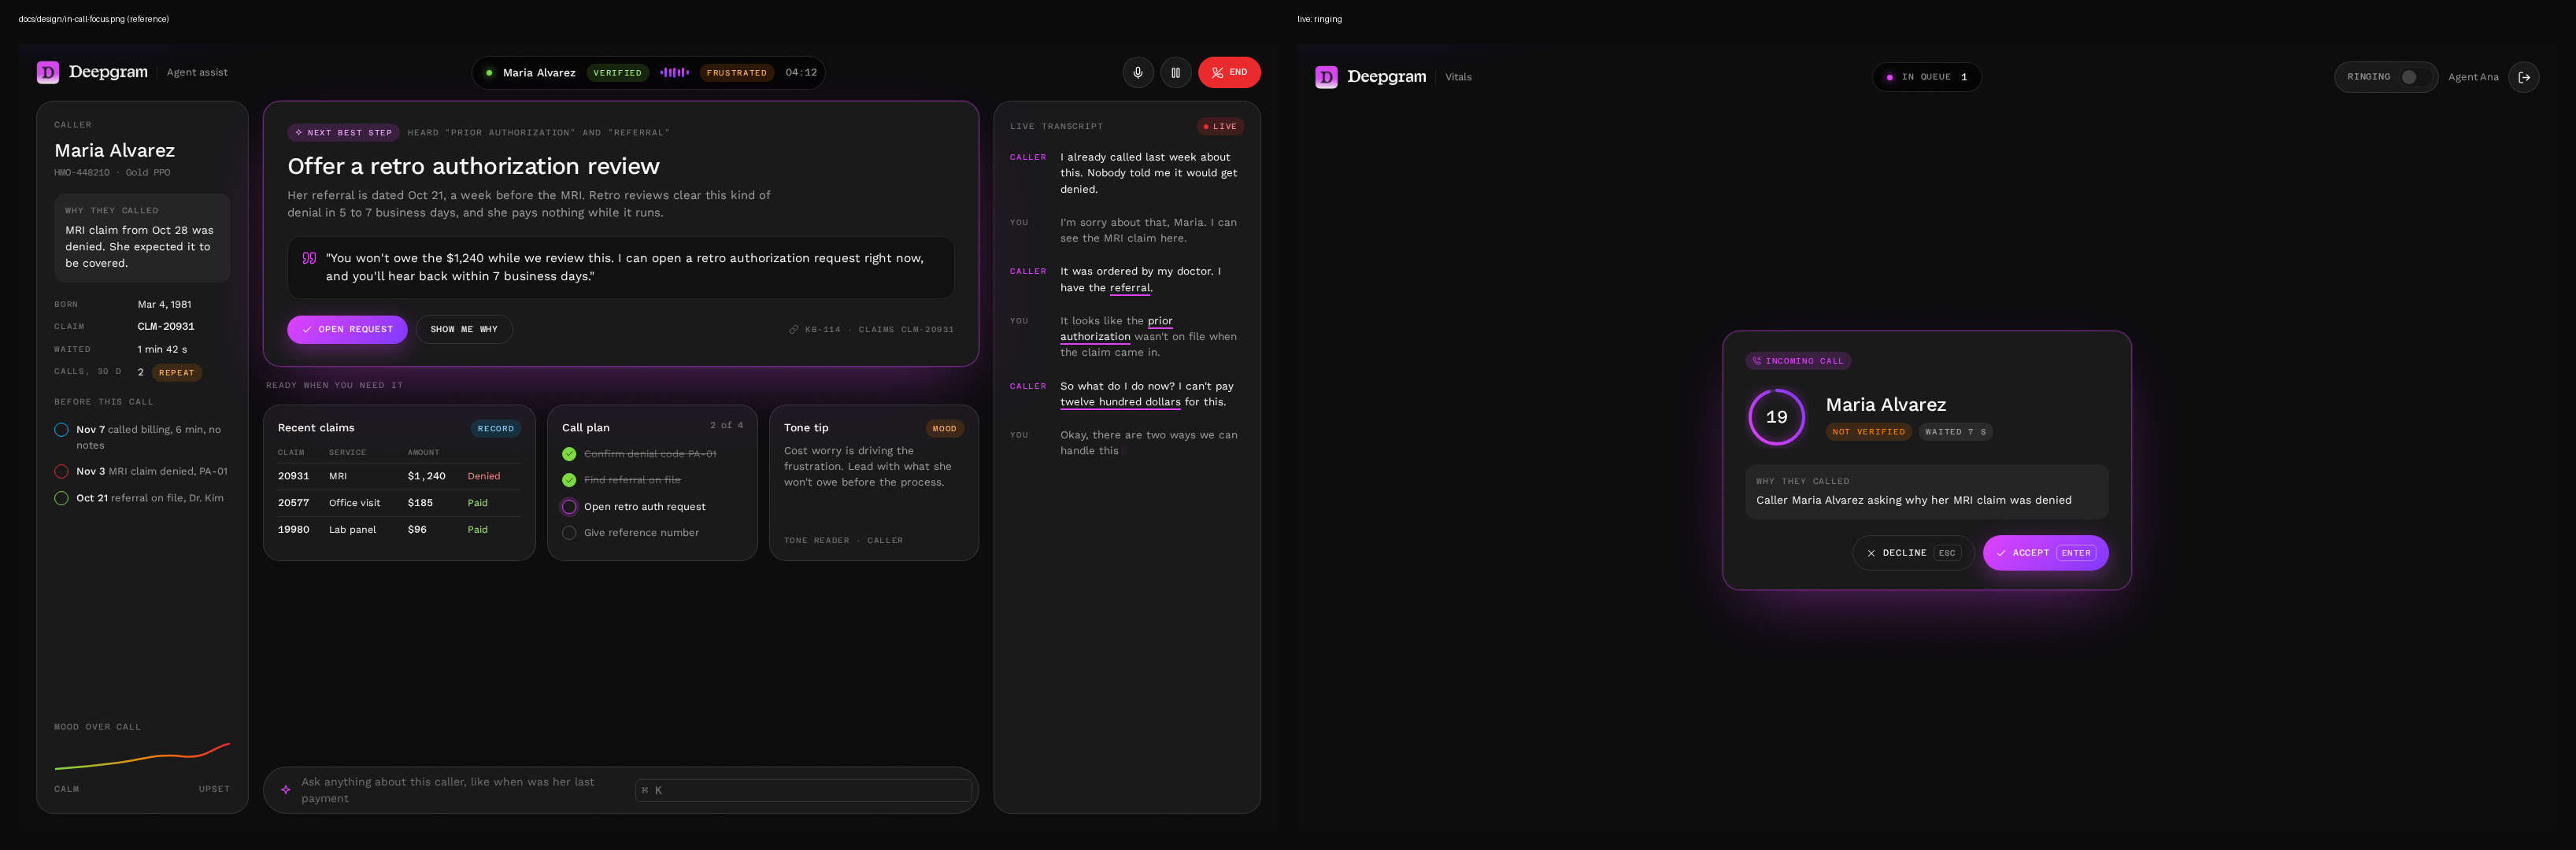 docs/design/in-call-focus.png (reference)
D Deepgram Agent assist
Maria Alvarez VERIFIED FRUSTRATED 04:12
END
CALLER
Maria Alvarez
HMO-448210 · Gold PPO
WHY THEY CALLED
MRI claim from Oct 28 was
denied. She expected it to
be covered.
BORN Mar 4, 1981
CLAIM CLM-20931
WAITED 1 min 42 s
CALLS, 30 D 2 REPEAT
BEFORE THIS CALL
Nov 7 called billing, 6 min, no
notes
Nov 3 MRI claim denied, PA-01
Oct 21 referral on file, Dr. Kim
MOOD OVER CALL
CALM UPSET
NEXT BEST STEP HEARD "PRIOR AUTHORIZATION" AND "REFERRAL"
Offer a retro authorization review
Her referral is dated Oct 21, a week before the MRI. Retro reviews clear this kind of
denial in 5 to 7 business days, and she pays nothing while it runs.
"You won't owe the $1,240 while we review this. I can open a retro authorization request right now,
and you'll hear back within 7 business days."
OPEN REQUEST SHOW ME WHY KB-114 · CLAIMS CLM-20931
READY WHEN YOU NEED IT
Recent claims RECORD
CLAIM SERVICE AMOUNT
20931 MRI $1,240 Denied
20577 Office visit $185 Paid
19980 Lab panel $96 Paid
Call plan 2 of 4
Confirm denial code PA-01
Find referral on file
Open retro auth request
Give reference number
Tone tip MOOD
Cost worry is driving the
frustration. Lead with what she
won't owe before the process.
TONE READER · CALLER
Ask anything about this caller, like when was her last
payment
⌘ K
LIVE TRANSCRIPT LIVE
CALLER I already called last week about
this. Nobody told me it would get
denied.
YOU I'm sorry about that, Maria. I can
see the MRI claim here.
CALLER It was ordered by my doctor. I
have the referral.
YOU It looks like the prior
authorization wasn't on file when
the claim came in.
CALLER So what do I do now? I can't pay
twelve hundred dollars for this.
YOU Okay, there are two ways we can
handle this
live: ringing
D Deepgram Vitals
IN QUEUE 1
RINGING Agent Ana
INCOMING CALL
19 Maria Alvarez
NOT VERIFIED WAITED 7 S
WHY THEY CALLED
Caller Maria Alvarez asking why her MRI claim was denied
DECLINE ESC ACCEPT ENTER